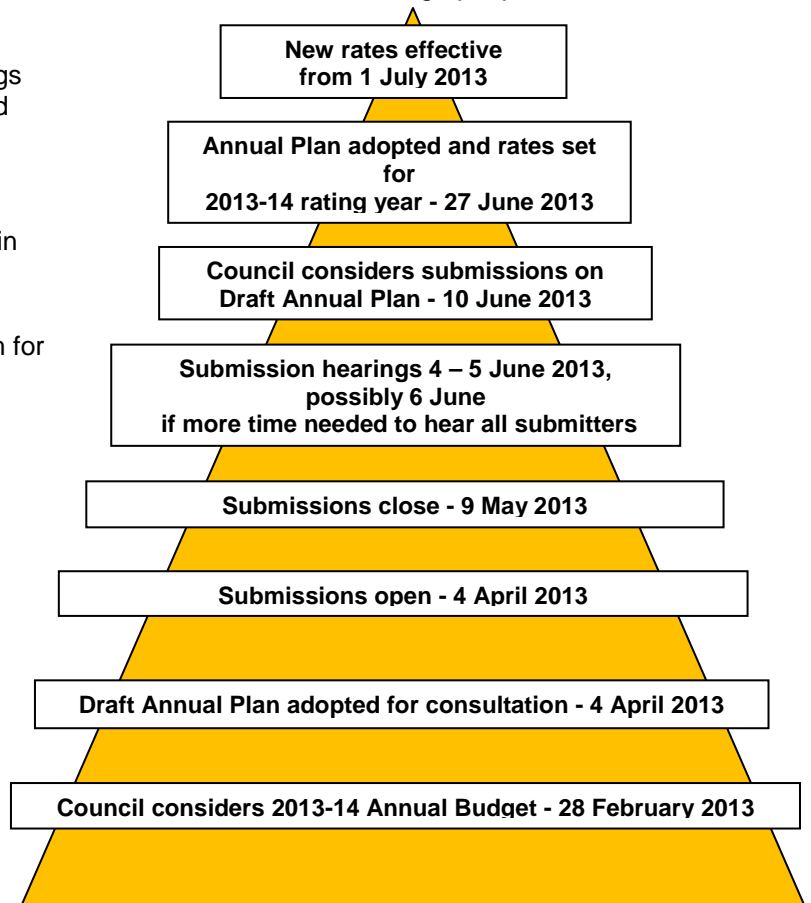 New rates effective
from 1 July 2013
Annual Plan adopted and rates set
for
2013-14 rating year - 27 June 2013
in
Council considers submissions on
Draft Annual Plan - 10 June 2013
for
Submission hearings 4 – 5 June 2013,
possibly 6 June
if more time needed to hear all submitters
Submissions close - 9 May 2013
Submissions open - 4 April 2013
Draft Annual Plan adopted for consultation - 4 April 2013
Council considers 2013-14 Annual Budget - 28 February 2013